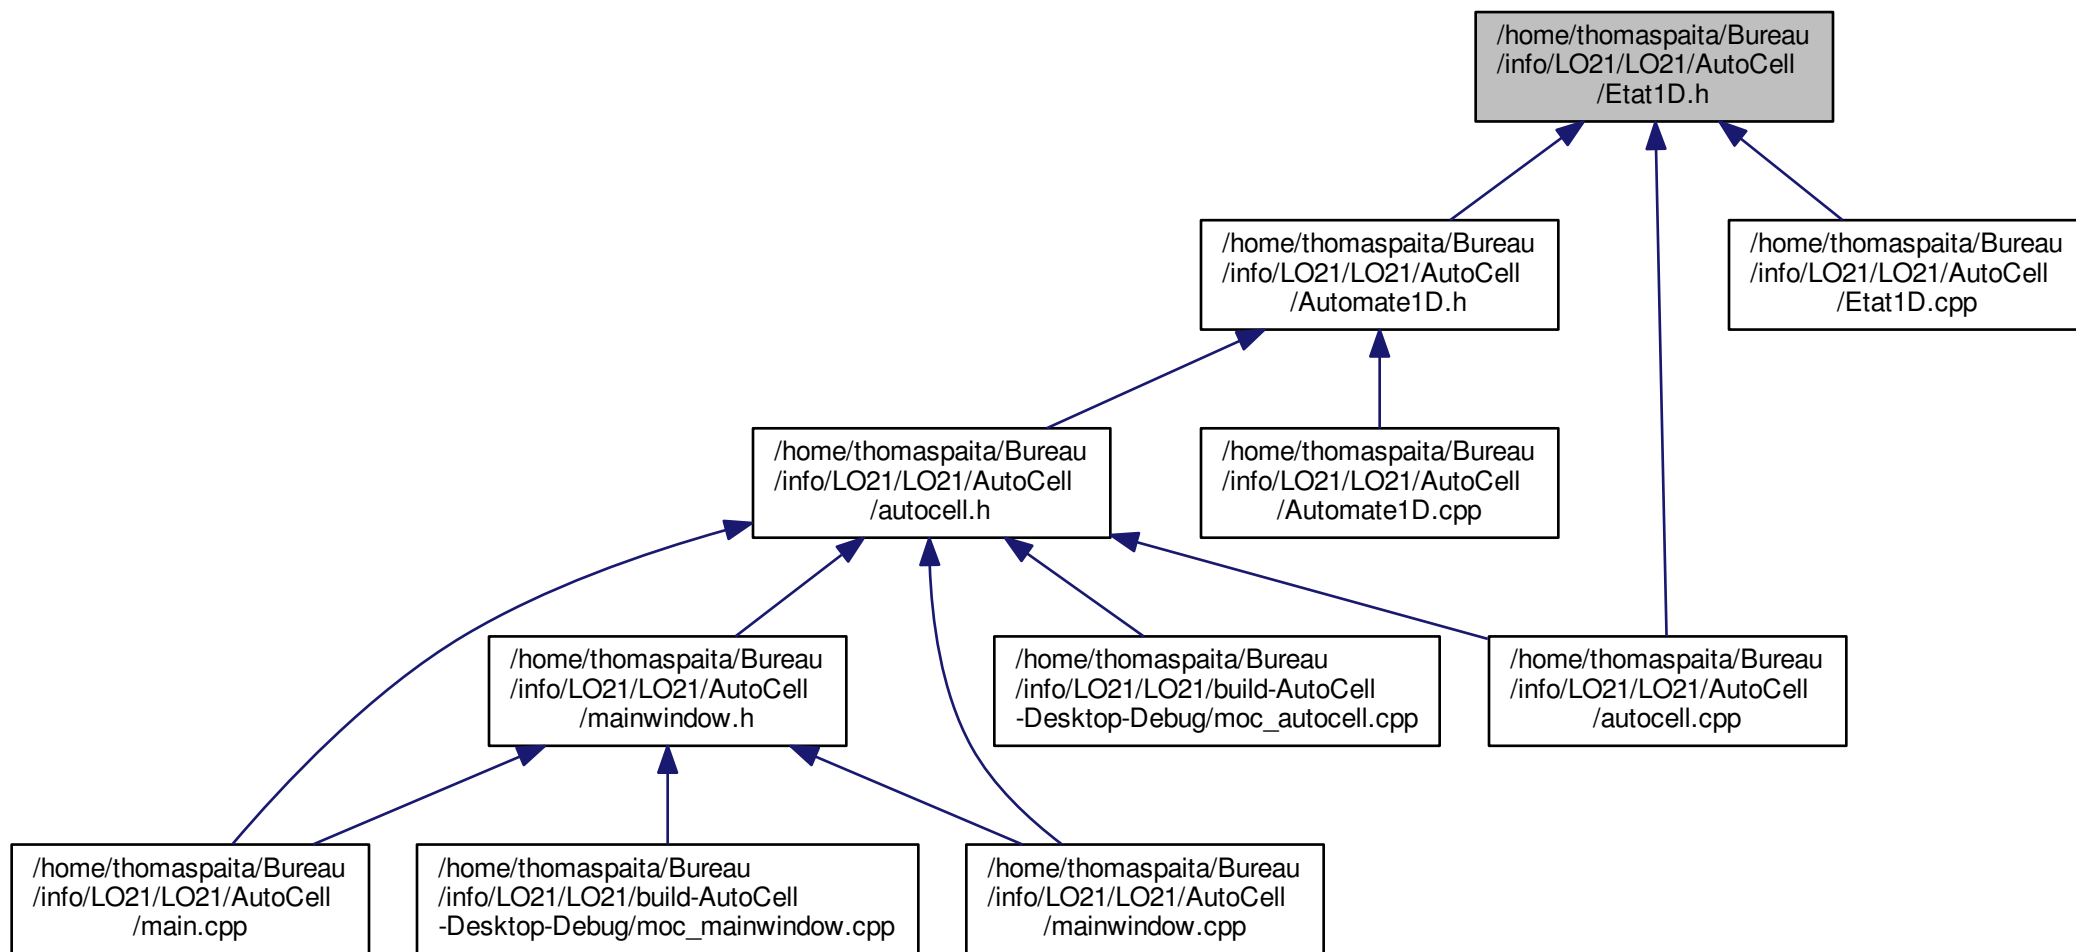 /home/thomaspaita/Bureau
/info/LO21/LO21/AutoCell
/Etat1D.h
/home/thomaspaita/Bureau
/info/LO21/LO21/AutoCell
/Automate1D.h
/home/thomaspaita/Bureau
/info/LO21/LO21/AutoCell
/Etat1D.cpp
/home/thomaspaita/Bureau
/info/LO21/LO21/AutoCell
/autocell.h
/home/thomaspaita/Bureau
/info/LO21/LO21/AutoCell
/Automate1D.cpp
/home/thomaspaita/Bureau
/info/LO21/LO21/AutoCell
/mainwindow.h
/home/thomaspaita/Bureau
/info/LO21/LO21/build-AutoCell
-Desktop-Debug/moc_autocell.cpp
/home/thomaspaita/Bureau
/info/LO21/LO21/AutoCell
/autocell.cpp
/home/thomaspaita/Bureau
/info/LO21/LO21/AutoCell
/main.cpp
/home/thomaspaita/Bureau
/info/LO21/LO21/build-AutoCell
-Desktop-Debug/moc_mainwindow.cpp
/home/thomaspaita/Bureau
/info/LO21/LO21/AutoCell
/mainwindow.cpp